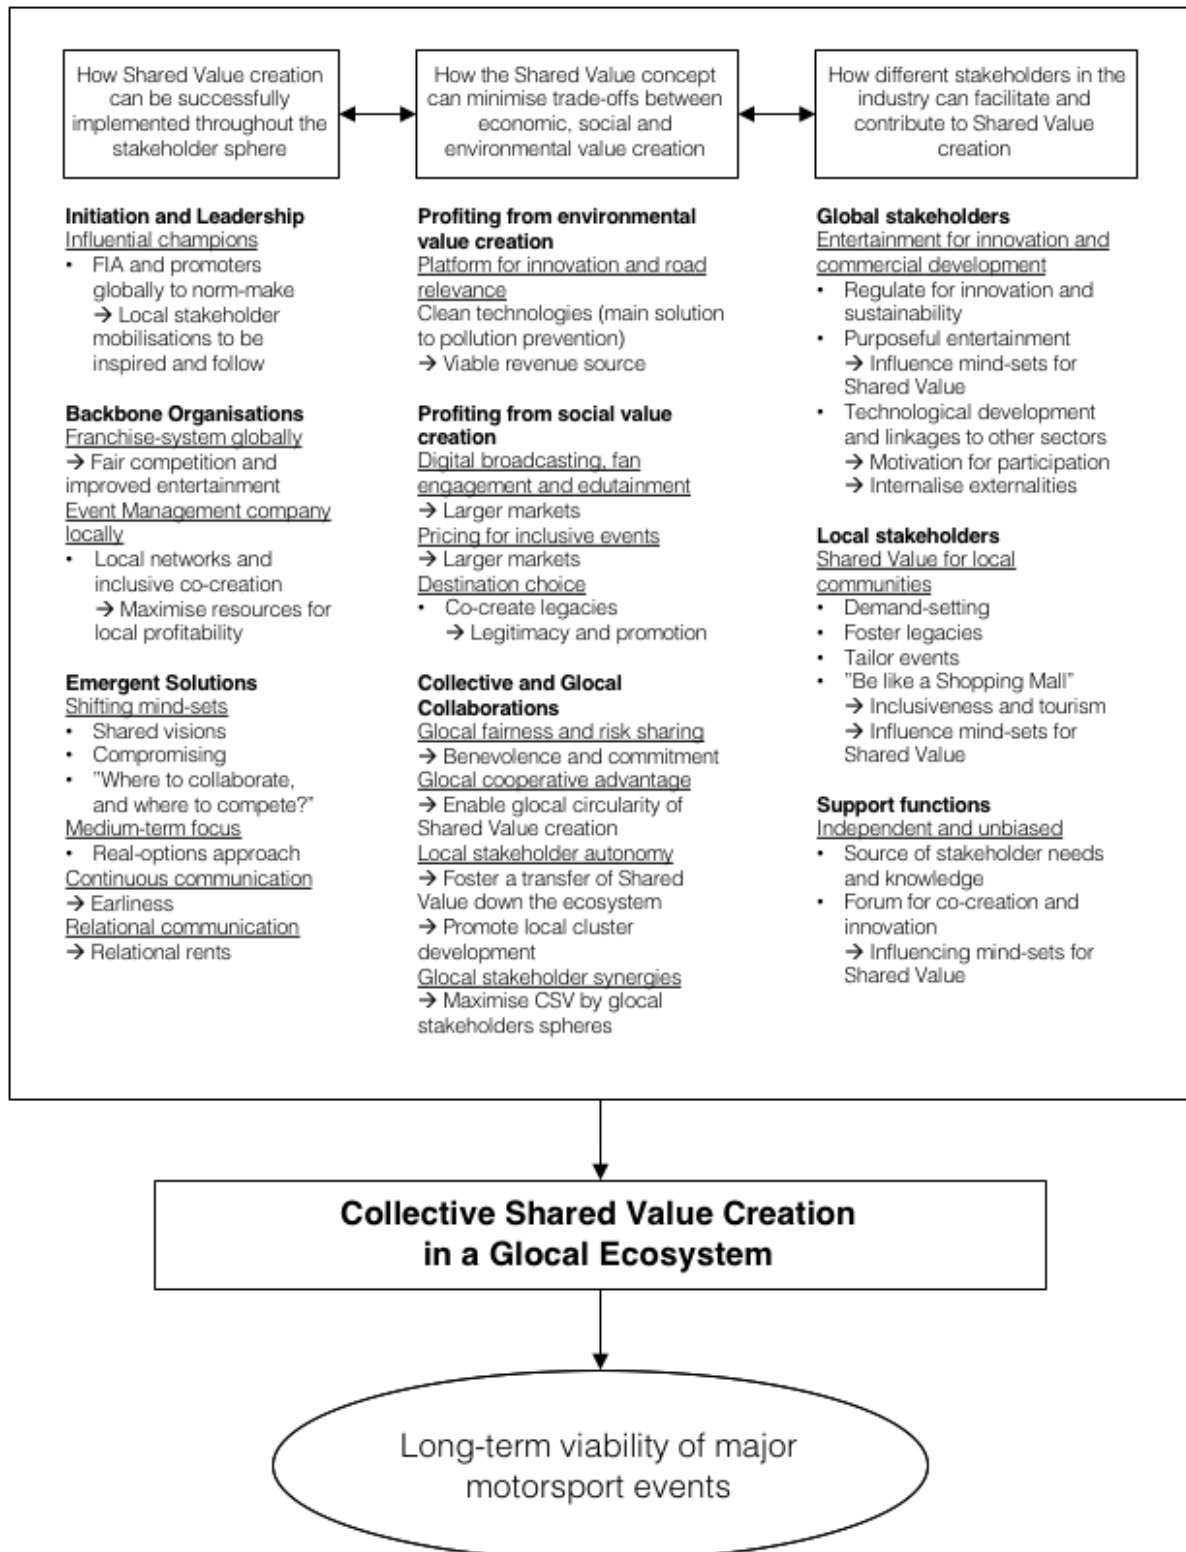 How Shared Value creation
can be successfully
implemented throughout the
stakeholder sphere
How the Shared Value concept
can minimise trade-offs between
economic, social and
environmental value creation
How different stakeholders in the
industry can facilitate and
contribute to Shared Value
creation
Initiation and Leadership
Influential champions
• FIA and promoters
globally to norm-make
→ Local stakeholder
mobilisations to be
inspired and follow
Backbone Organisations
Franchise-system globally
→ Fair competition and
improved entertainment
Event Management company
locally
• Local networks and
inclusive co-creation
→ Maximise resources for
local profitability
Emergent Solutions
Shifting mind-sets
• Shared visions
• Compromising
• ”Where to collaborate,
and where to compete?”
Medium-term focus
• Real-options approach
Continuous communication
→ Earliness
Relational communication
→ Relational rents
Profiting from environmental
value creation
Platform for innovation and road
relevance
Clean technologies (main solution
to pollution prevention)
→ Viable revenue source
Profiting from social value
creation
Digital broadcasting, fan
engagement and edutainment
→ Larger markets
Pricing for inclusive events
→ Larger markets
Destination choice
• Co-create legacies
→ Legitimacy and promotion
Collective and Glocal
Collaborations
Glocal fairness and risk sharing
→ Benevolence and commitment
Glocal cooperative advantage
→ Enable glocal circularity of
Shared Value creation
Local stakeholder autonomy
→ Foster a transfer of Shared
Value down the ecosystem
→ Promote local cluster
development
Glocal stakeholder synergies
→ Maximise CSV by glocal
stakeholders spheres
Global stakeholders
Entertainment for innovation and
commercial development
• Regulate for innovation and
sustainability
• Purposeful entertainment
→ Influence mind-sets for
Shared Value
• Technological development
and linkages to other sectors
→ Motivation for participation
→ Internalise externalities
Local stakeholders
Shared Value for local
communities
• Demand-setting
• Foster legacies
• Tailor events
• ”Be like a Shopping Mall”
→ Inclusiveness and tourism
→ Influence mind-sets for
Shared Value
Support functions
Independent and unbiased
• Source of stakeholder needs
and knowledge
• Forum for co-creation and
innovation
→ Influencing mind-sets for
Shared Value
Collective Shared Value Creation
in a Glocal Ecosystem
Long-term viability of major
motorsport events